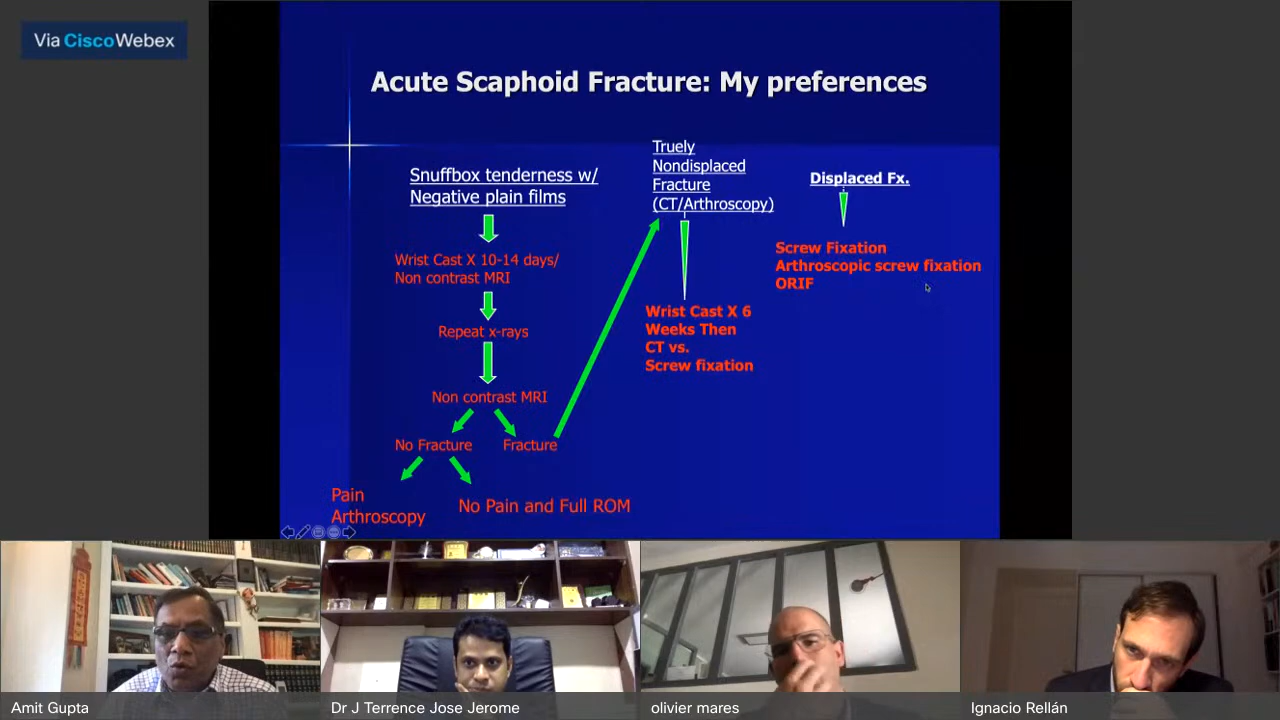 Via Cisco Webex
Acute Scaphoid Fracture: My preferences
Snuffbox tenderness w/
Negative plain films
Wrist Cast X 10-14 days/
Non contrast MRI
Repeat x-rays
Non contrast MRI
No Fracture
Fracture
Pain
Arthroscopy
No Pain and Full ROM
Truely
Nondisplaced
Fracture
(CT/Arthroscopy)
Wrist Cast X 6
Weeks Then
CT vs.
Screw fixation
Displaced Fx.
Screw Fixation
Arthroscopic screw fixation
ORIF
Amit Gupta
Dr J Terrence Jose Jerome
olivier mares
Ignacio Rellán